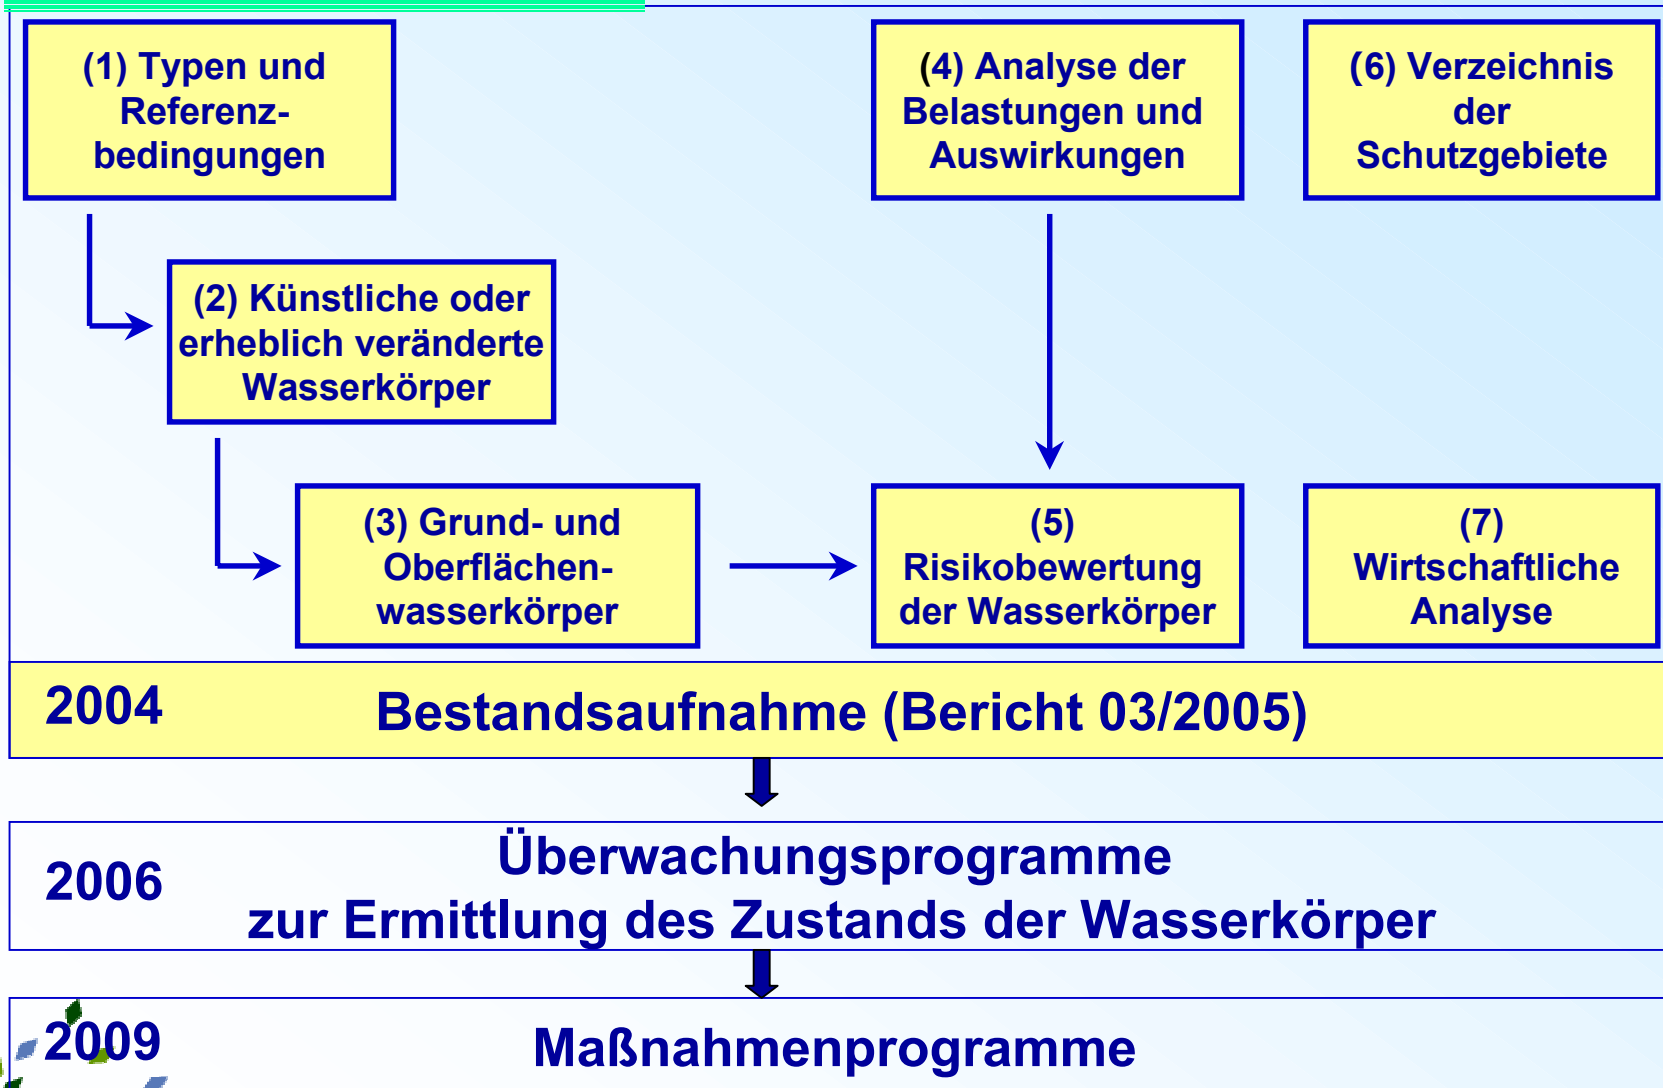 (1) Typen und
Referenz-
bedingungen
(2) Künstliche oder
erheblich veränderte
Wasserkörper
(3) Grund- und
Oberflächen-
wasserkörper
(4) Analyse der
Belastungen und
Auswirkungen
(5)
Risikobewertung
der Wasserkörper
(6) Verzeichnis
der
Schutzgebiete
(7)
Wirtschaftliche
Analyse
2004 Bestandsaufnahme (Bericht 03/2005)
2006
Überwachungsprogramme
zur Ermittlung des Zustands der Wasserkörper
2009 Maßnahmenprogramme